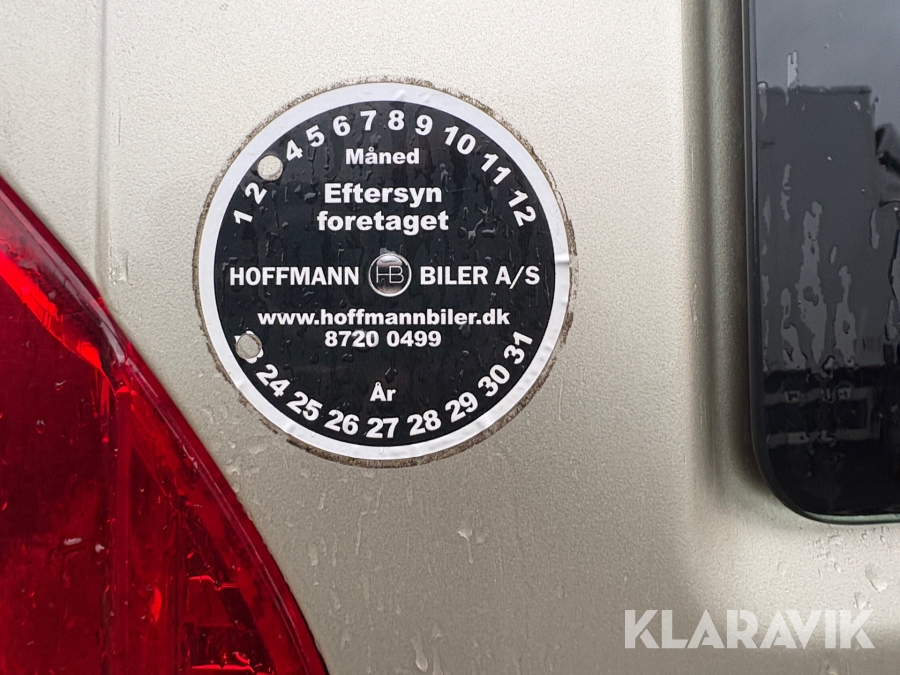 1 2 4 5 6 7 8 9 10 11 12
Måned
Eftersyn
foretaget
HOFFMANN HB BILER A/S
www.hoffmannbiler.dk
8720 0499
År
24 25 26 27 28 29 30 31
KLARAVIK